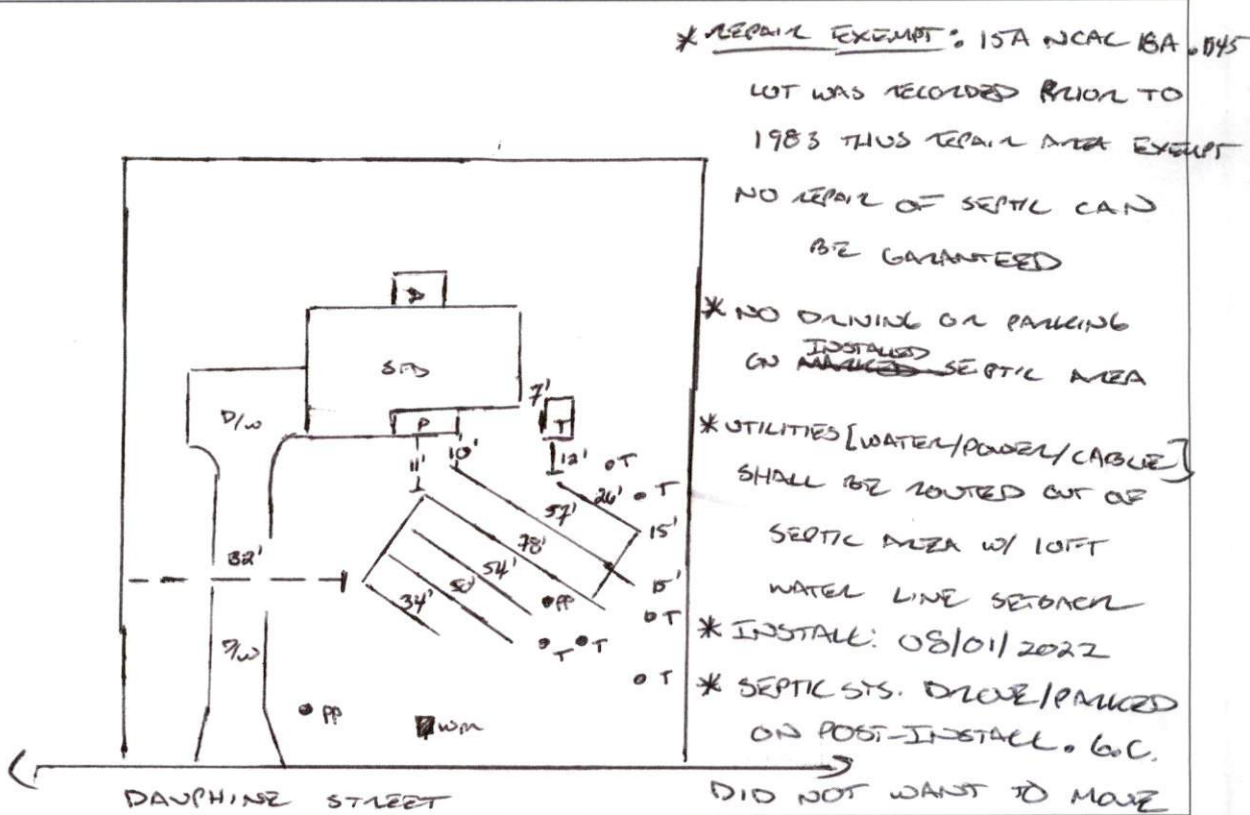 * REPAIR EXEMPT: 15A NCAC 18A .1945
LOT WAS RECORDED PRIOR TO
1983 THUS REPAIR AREA EXEMPT
NO REPAIR OF SEPTIC CAN
BE GARANTEED
* NO DRIVING OR PARKING
INSTALLED
ON MARKED SEPTIC AREA
* UTILITIES [WATER/POWER/CABLE]
SHALL BE ROUTED OUT OF
SEPTIC AREA W/ 10FT
WATER LINE SETBACK
* INSTALL: 08/01/2022
* SEPTIC SYS. DROVE/PARKED
ON POST-INSTALL. G.C.
DID NOT WANT TO MOVE
D
SFD
D/W
P
7'
T
11'
10'
12'
T
26'
T
57'
15'
78'
32'
54'
50'
15'
34'
PP
T
T
T
D/W
T
PP
WM
DAUPHINE STREET